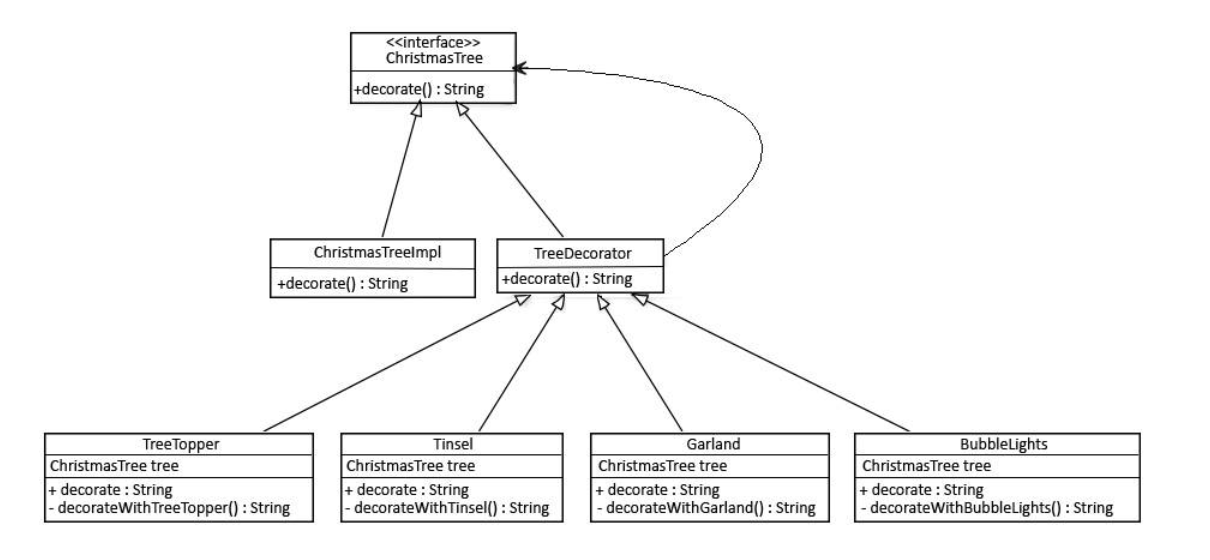 <<interface>>
ChristmasTree
+decorate() : String
ChristmasTreeImpl
+decorate() : String
TreeDecorator
+decorate() : String
TreeTopper
ChristmasTree tree
+ decorate : String
- decorateWithTreeTopper() : String
Tinsel
ChristmasTree tree
+ decorate : String
- decorateWithTinsel() : String
Garland
ChristmasTree tree
+ decorate : String
- decorateWithGarland() : String
BubbleLights
ChristmasTree tree
+ decorate : String
- decorateWithBubbleLights() : String